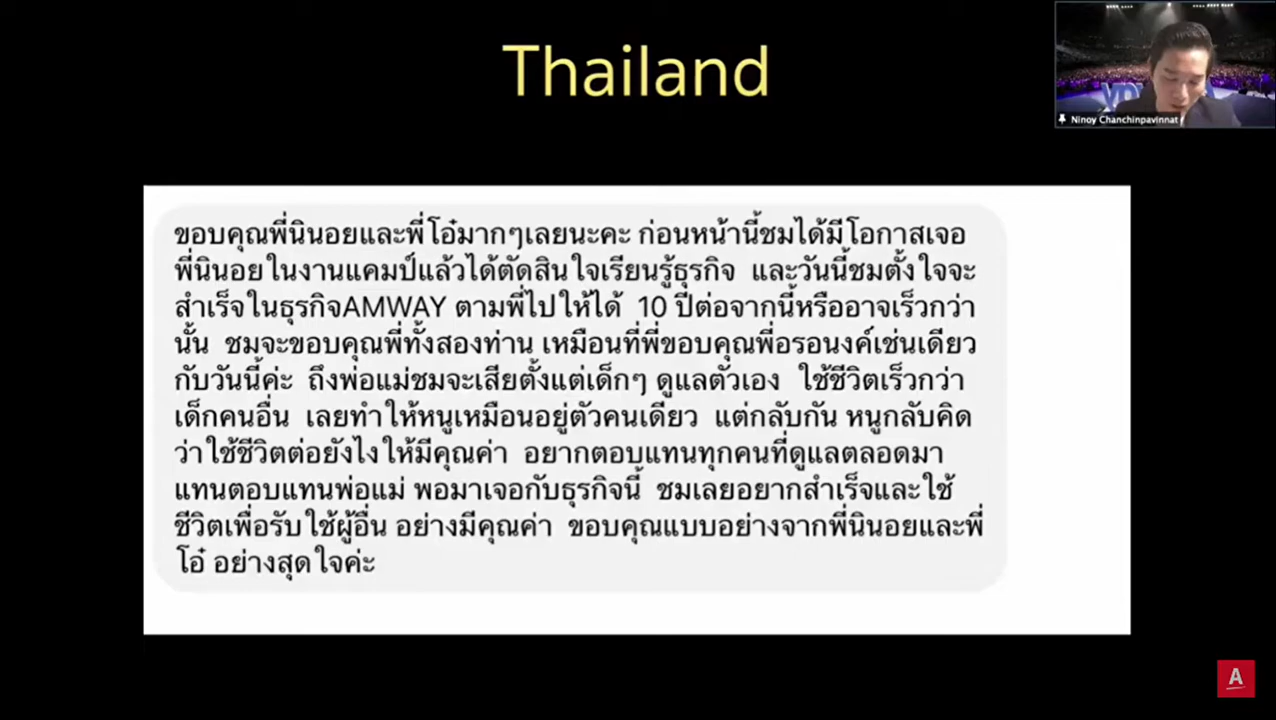 Thailand
Ninoy Chanchinpavinnat
ขอบคุณพี่นินอยและพี่โอ๋มากๆเลยนะคะ ก่อนหน้านี้ชมได้มีโอกาสเจอ
พี่นินอยในงานแคมป์แล้วได้ตัดสินใจเรียนรู้ธุรกิจ และวันนี้ชมตั้งใจจะ
สำเร็จในธุรกิจAMWAY ตามพี่ไปให้ได้ 10 ปีต่อจากนี้หรืออาจเร็วกว่า
นั้น ชมจะขอบคุณพี่ทั้งสองท่าน เหมือนที่พี่ขอบคุณพี่อรอนงค์เช่นเดียว
กับวันนี้ค่ะ ถึงพ่อแม่ชมจะเสียตั้งแต่เด็กๆ ดูแลตัวเอง ใช้ชีวิตเร็วกว่า
เด็กคนอื่น เลยทำให้หนูเหมือนอยู่ตัวคนเดียว แต่กลับกัน หนูกลับคิด
ว่าใช้ชีวิตต่อยังไงให้มีคุณค่า อยากตอบแทนทุกคนที่ดูแลตลอดมา
แทนตอบแทนพ่อแม่ พอมาเจอกับธุรกิจนี้ ชมเลยอยากสำเร็จและใช้
ชีวิตเพื่อรับใช้ผู้อื่น อย่างมีคุณค่า ขอบคุณแบบอย่างจากพี่นินอยและพี่
โอ๋ อย่างสุดใจค่ะ
A